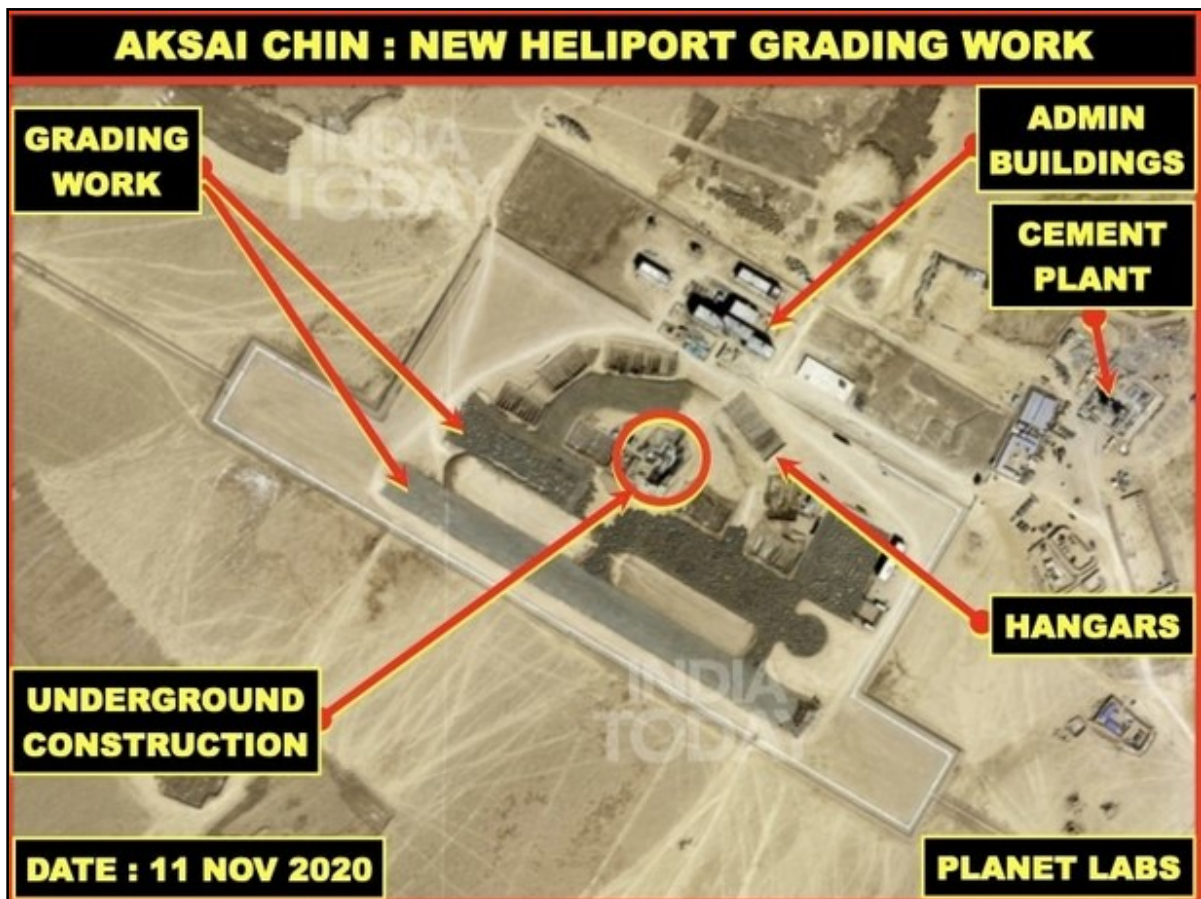 AKSAI CHIN : NEW HELIPORT GRADING WORK
GRADING
WORK
ADMIN
BUILDINGS
CEMENT
PLANT
INDIA
TODAY
HANGARS
UNDERGROUND
CONSTRUCTION
INDIA
TODAY
DATE : 11 NOV 2020
PLANET LABS